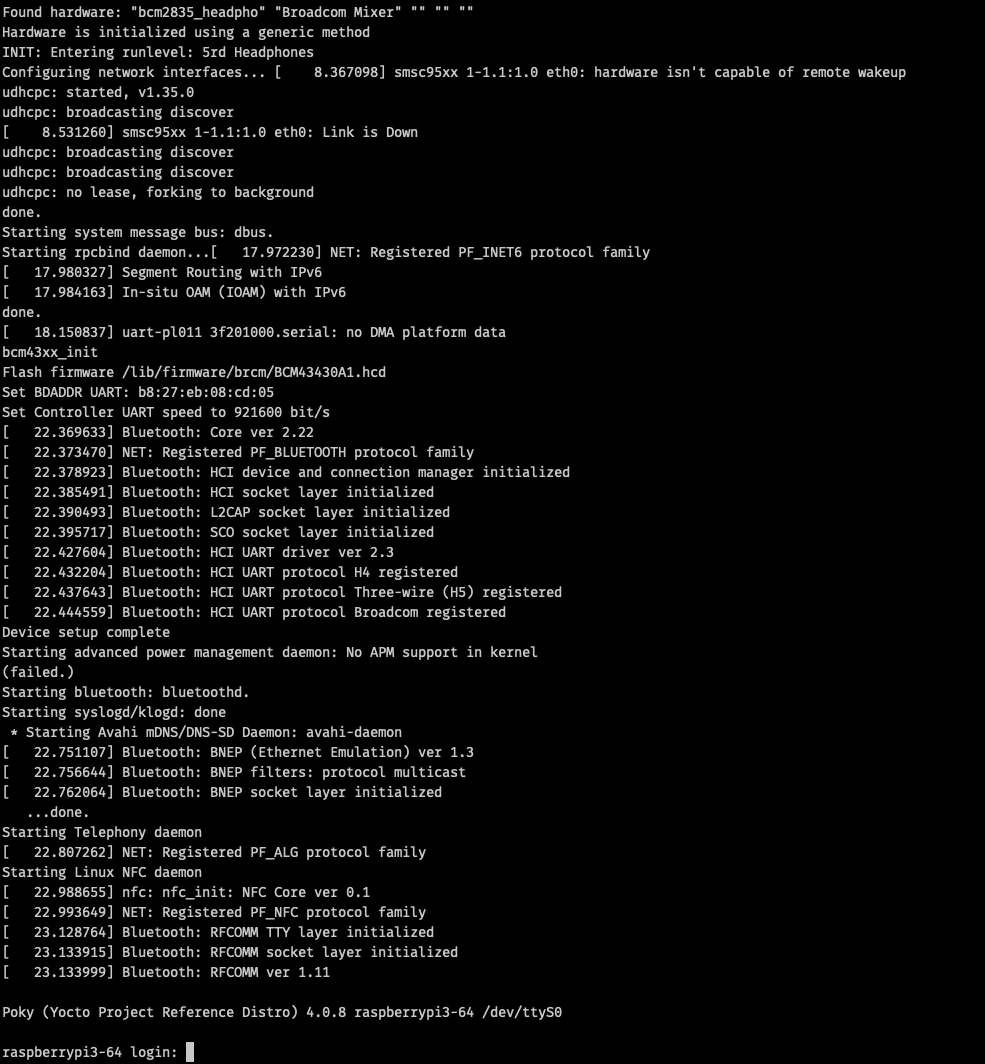 Found hardware: "bcm2835_headpho" "Broadcom Mixer" "" "" ""
Hardware is initialized using a generic method
INIT: Entering runlevel: 5rd Headphones
Configuring network interfaces... [    8.367098] smsc95xx 1-1.1:1.0 eth0: hardware isn't capable of remote wakeup
udhcpc: started, v1.35.0
udhcpc: broadcasting discover
[    8.531260] smsc95xx 1-1.1:1.0 eth0: Link is Down
udhcpc: broadcasting discover
udhcpc: broadcasting discover
udhcpc: no lease, forking to background
done.
Starting system message bus: dbus.
Starting rpcbind daemon...[   17.972230] NET: Registered PF_INET6 protocol family
[   17.980327] Segment Routing with IPv6
[   17.984163] In-situ OAM (IOAM) with IPv6
done.
[   18.150837] uart-pl011 3f201000.serial: no DMA platform data
bcm43xx_init
Flash firmware /lib/firmware/brcm/BCM43430A1.hcd
Set BDADDR UART: b8:27:eb:08:cd:05
Set Controller UART speed to 921600 bit/s
[   22.369633] Bluetooth: Core ver 2.22
[   22.373470] NET: Registered PF_BLUETOOTH protocol family
[   22.378923] Bluetooth: HCI device and connection manager initialized
[   22.385491] Bluetooth: HCI socket layer initialized
[   22.390493] Bluetooth: L2CAP socket layer initialized
[   22.395717] Bluetooth: SCO socket layer initialized
[   22.427604] Bluetooth: HCI UART driver ver 2.3
[   22.432204] Bluetooth: HCI UART protocol H4 registered
[   22.437643] Bluetooth: HCI UART protocol Three-wire (H5) registered
[   22.444559] Bluetooth: HCI UART protocol Broadcom registered
Device setup complete
Starting advanced power management daemon: No APM support in kernel
(failed.)
Starting bluetooth: bluetoothd.
Starting syslogd/klogd: done
 * Starting Avahi mDNS/DNS-SD Daemon: avahi-daemon
[   22.751107] Bluetooth: BNEP (Ethernet Emulation) ver 1.3
[   22.756644] Bluetooth: BNEP filters: protocol multicast
[   22.762064] Bluetooth: BNEP socket layer initialized
   ...done.
Starting Telephony daemon
[   22.807262] NET: Registered PF_ALG protocol family
Starting Linux NFC daemon
[   22.988655] nfc: nfc_init: NFC Core ver 0.1
[   22.993649] NET: Registered PF_NFC protocol family
[   23.128764] Bluetooth: RFCOMM TTY layer initialized
[   23.133915] Bluetooth: RFCOMM socket layer initialized
[   23.133999] Bluetooth: RFCOMM ver 1.11

Poky (Yocto Project Reference Distro) 4.0.8 raspberrypi3-64 /dev/ttyS0

raspberrypi3-64 login: